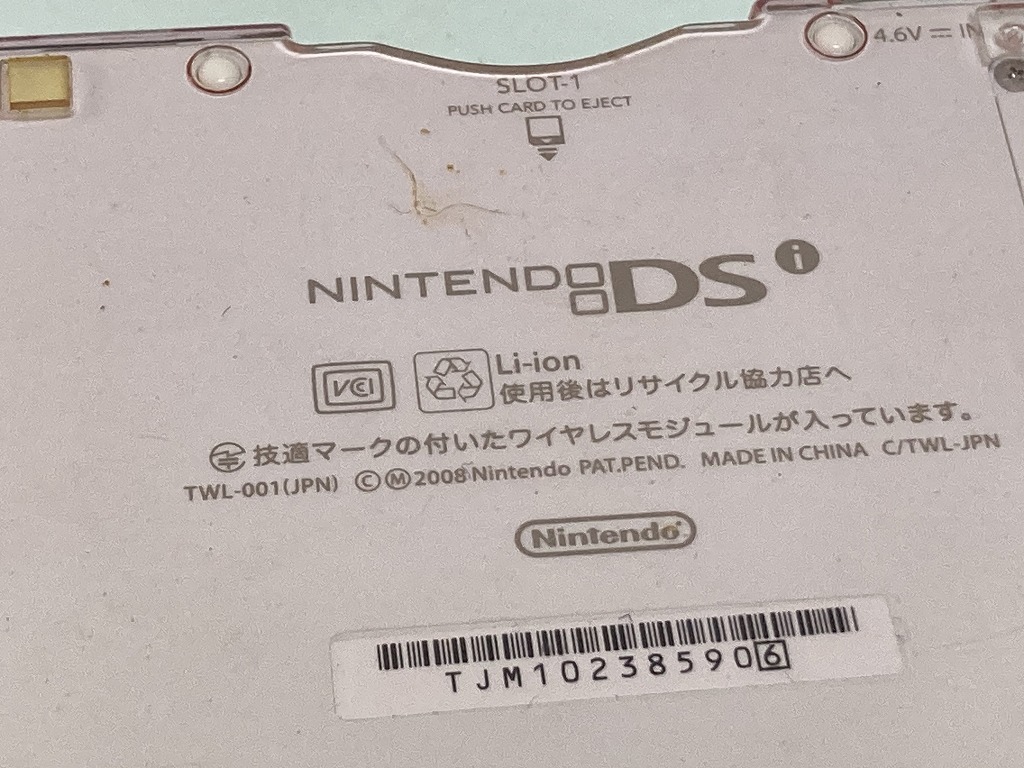 4.6V ⎓ IN
SLOT-1
PUSH CARD TO EJECT
NINTENDO DSi
VCI
Li-ion
使用後はリサイクル協力店へ
技適マークの付いたワイヤレスモジュールが入っています。
TWL-001(JPN) ©Ⓜ2008 Nintendo PAT.PEND. MADE IN CHINA C/TWL-JPN
Nintendo
TJM102385906